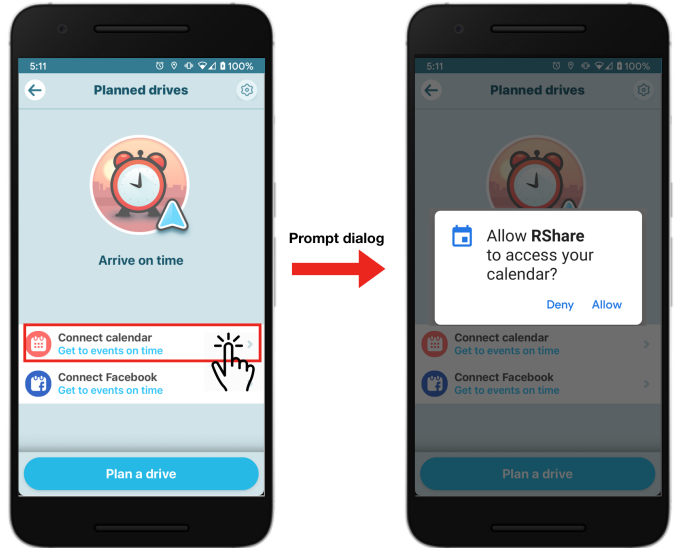 5:11
100%
Planned drives
Arrive on time
Connect calendar
Get to events on time
Connect Facebook
Get to events on time
Plan a drive
Prompt dialog
5:11
100%
Planned drives
Allow RShare
to access your
calendar?
Deny Allow
Connect calendar
Get to events on time
Connect Facebook
Get to events on time
Plan a drive